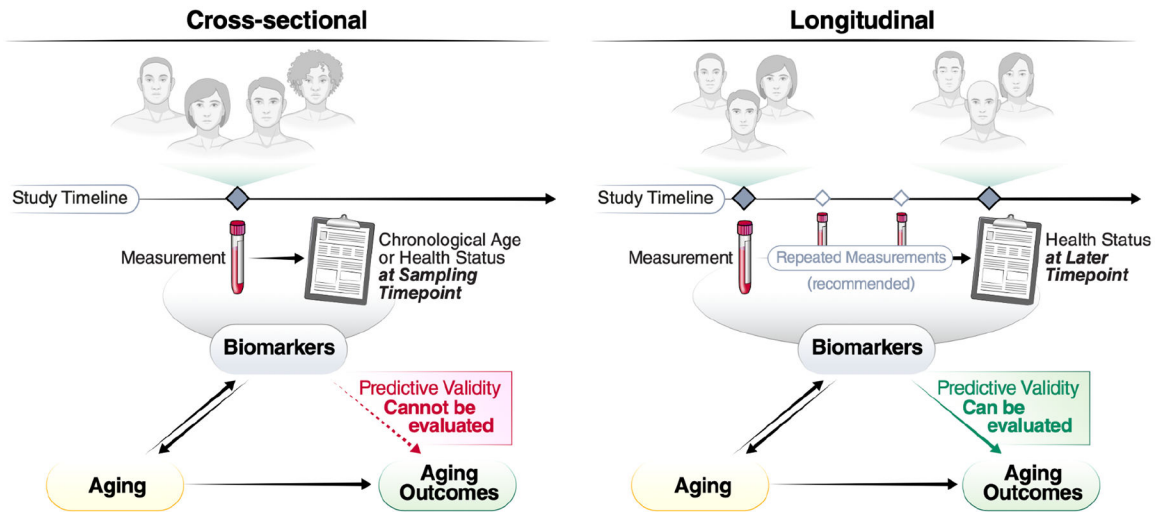 Cross-sectional
Study Timeline
Measurement
Chronological Age
or Health Status
at Sampling
Timepoint
Biomarkers
Predictive Validity
Cannot be
evaluated
Aging
Aging
Outcomes
Longitudinal
Study Timeline
Measurement
Repeated Measurements
(recommended)
Health Status
at Later
Timepoint
Biomarkers
Predictive Validity
Can be
evaluated
Aging
Aging
Outcomes